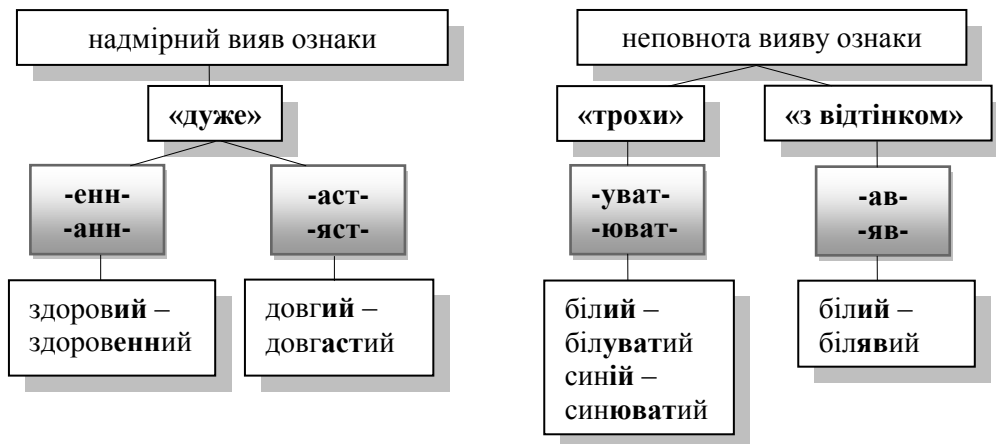 надмірний вияв ознаки
«дуже»
-енн-
-анн-
-аст-
-яст-
здоровий –
здоровенний
довгий –
довгастий
неповнота вияву ознаки
«трохи»
«з відтінком»
-уват-
-юват-
-ав-
-яв-
білий –
білуватий
синій –
синюватий
білий –
білявий